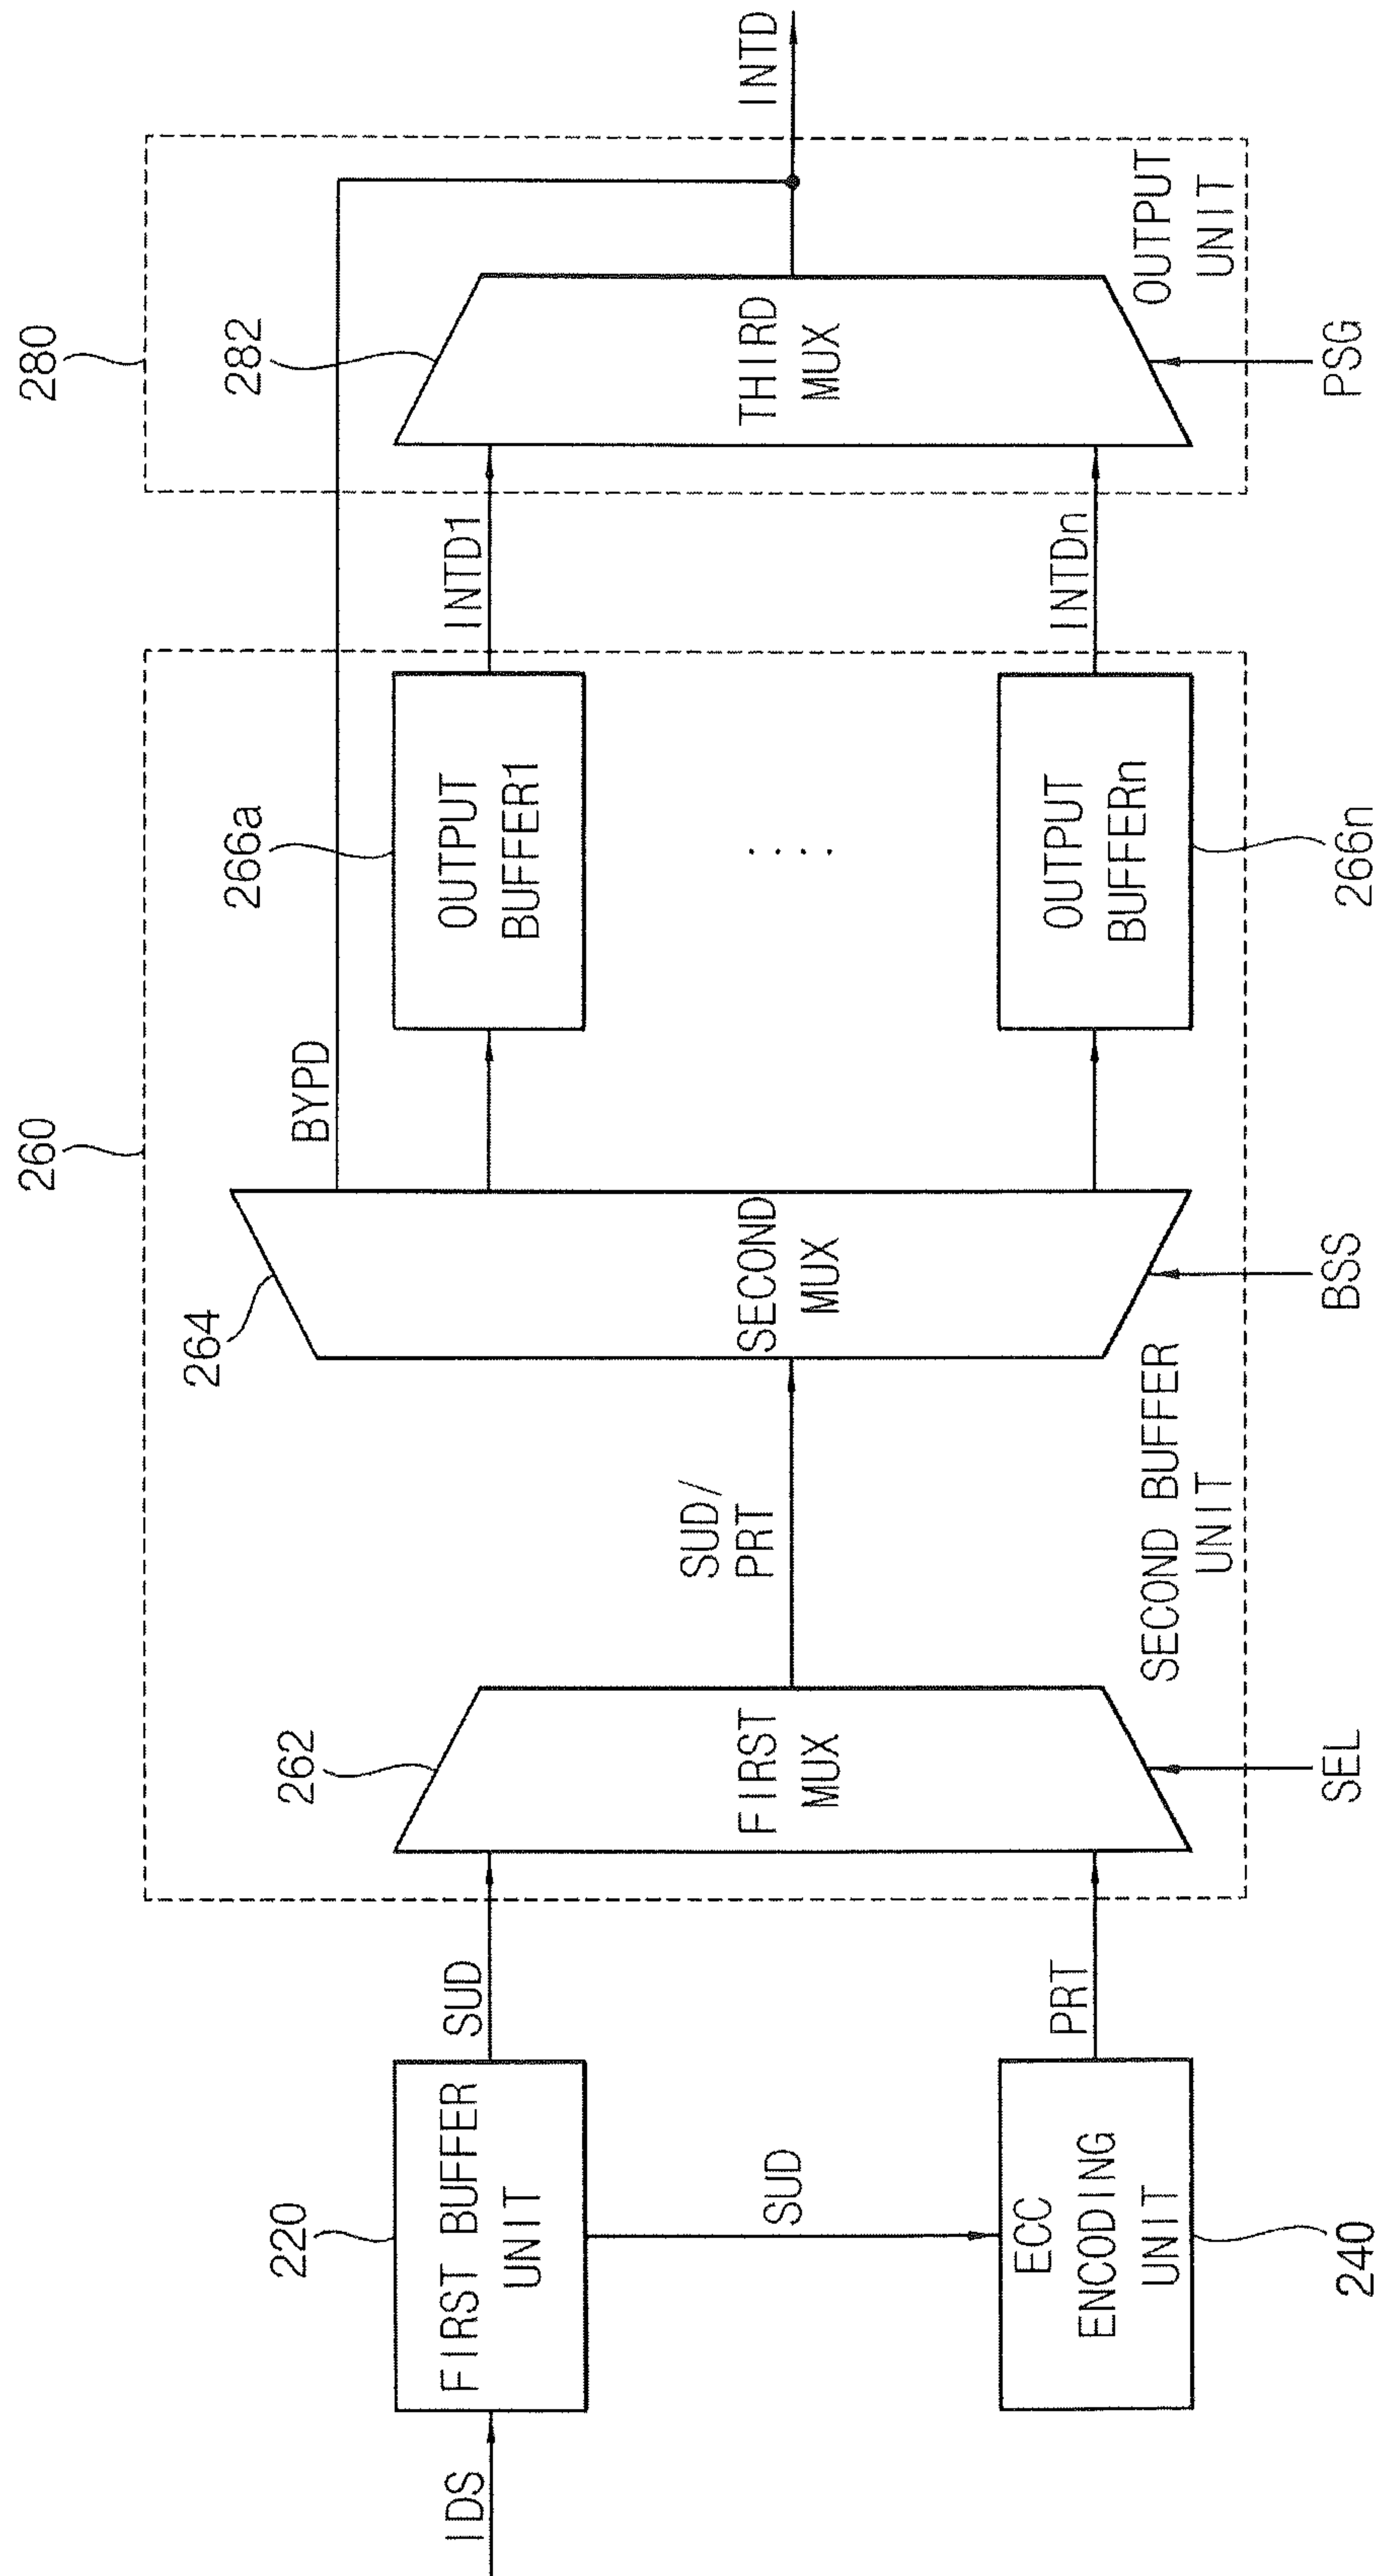 IDS
220
FIRST BUFFER
UNIT
SUD
SUD
ECC
ENCODING
UNIT
240
PRT
260
262
FIRST
MUX
SEL
SUD/
PRT
264
SECOND
MUX
BSS
SECOND BUFFER
UNIT
BYPD
266a
OUTPUT
BUFFER1
....
OUTPUT
BUFFERn
266n
INTD1
INTDn
280
282
THIRD
MUX
PSG
OUTPUT
UNIT
INTD